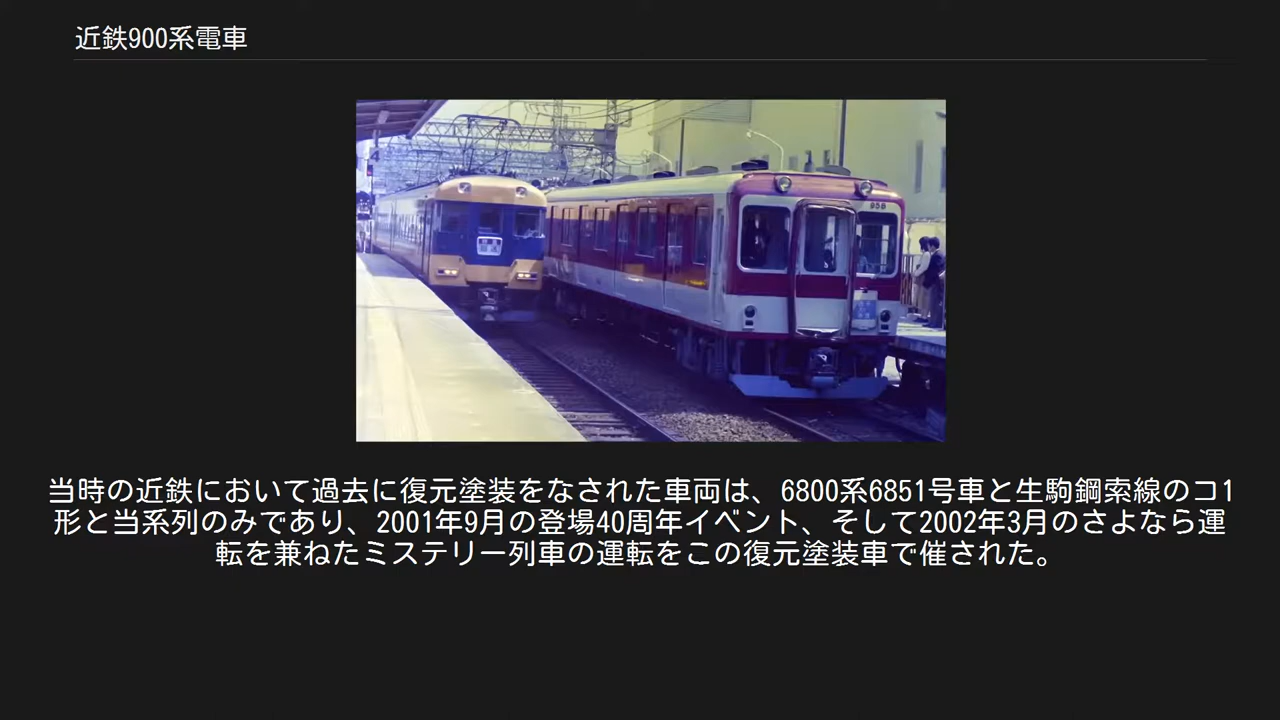 近鉄900系電車
958
当時の近鉄において過去に復元塗装をなされた車両は、6800系6851号車と生駒鋼索線のコ1
形と当系列のみであり、2001年9月の登場40周年イベント、そして2002年3月のさよなら運
転を兼ねたミステリー列車の運転をこの復元塗装車で催された。